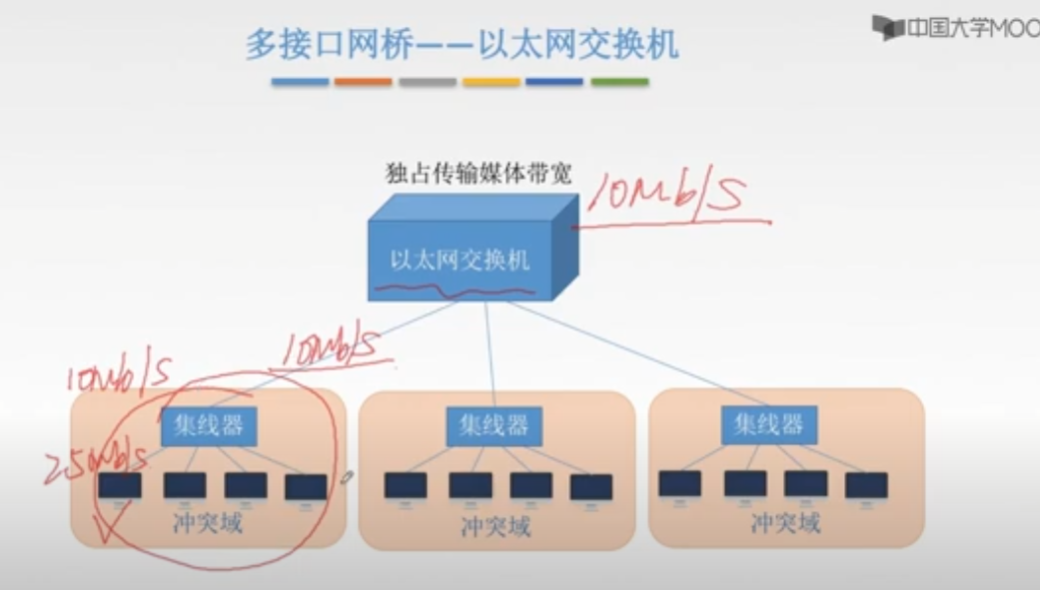 多接口网桥——以太网交换机
中国大学MOO
独占传输媒体带宽
10Mb/s
以太网交换机
10Mb/s
10Mb/s
集线器
集线器
集线器
2.5Mb/s
冲突域
冲突域
冲突域